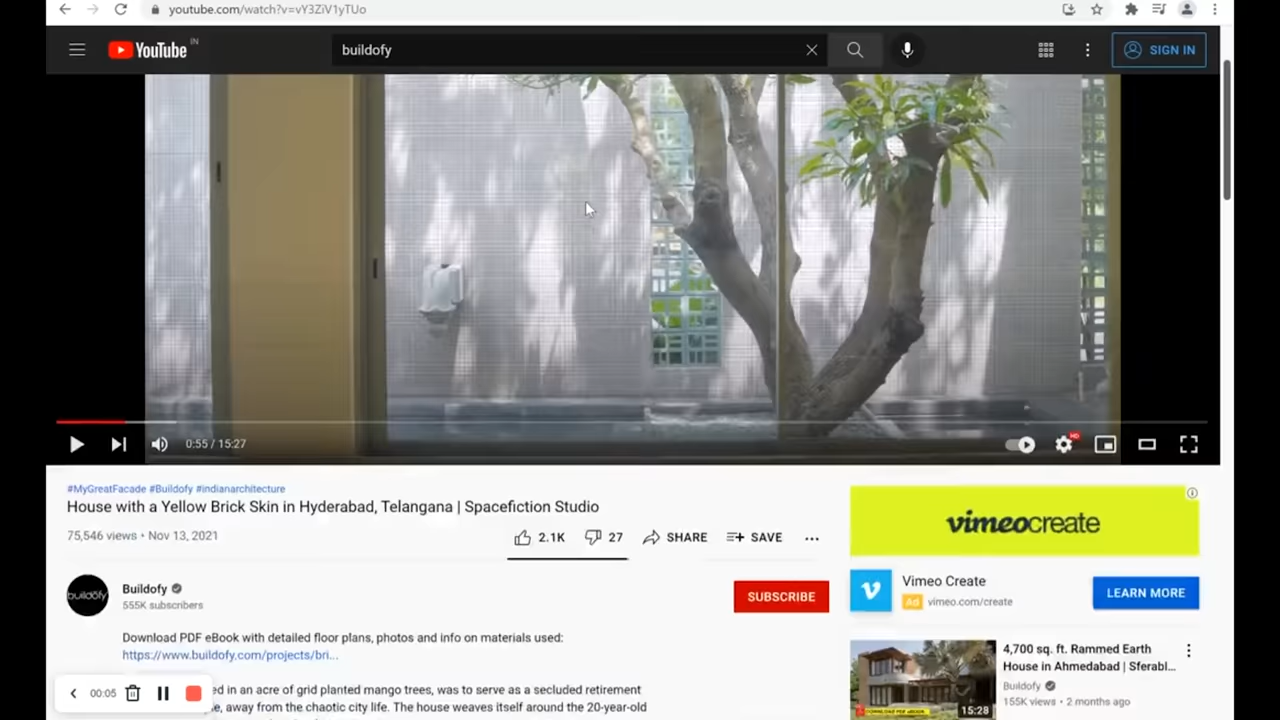 youtube.com/watch?v=vY3ZiV1yTUo
YouTube IN
buildofy
SIGN IN
0:55 / 15:27
HD
#MyGreatFacade #Buildofy #indianarchitecture
House with a Yellow Brick Skin in Hyderabad, Telangana | Spacefiction Studio
75,546 views • Nov 13, 2021
2.1K 27 SHARE SAVE
buildofy
Buildofy
555K subscribers
SUBSCRIBE
Download PDF eBook with detailed floor plans, photos and info on materials used:
https://www.buildofy.com/projects/bri...
ed in an acre of grid planted mango trees, was to serve as a secluded retirement
e, away from the chaotic city life. The house weaves itself around the 20-year-old
00:05
vimeocreate
Vimeo Create
Ad vimeo.com/create
LEARN MORE
4,700 sq. ft. Rammed Earth
House in Ahmedabad | Sferabl...
Buildofy
155K views • 2 months ago
DOWNLOAD PDF eBOOK
15:28